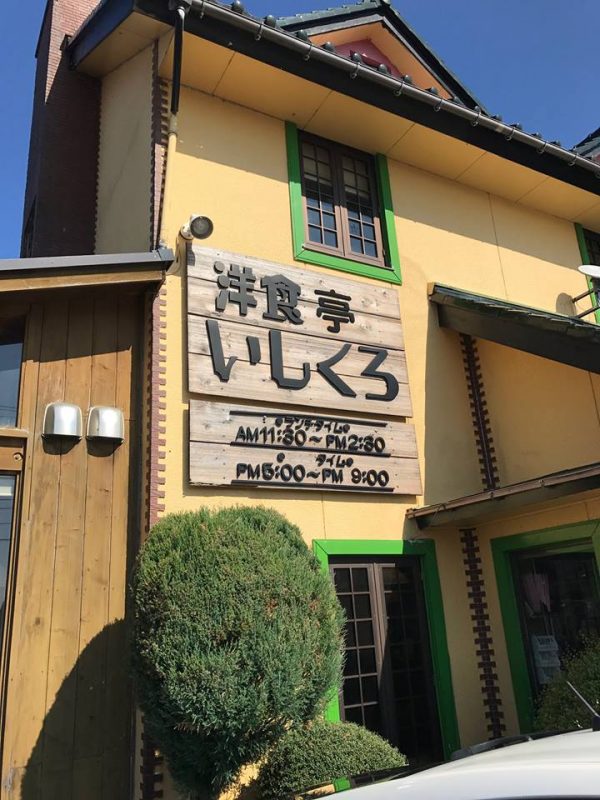 洋食亭
いしくろ
ランチタイム
AM11:30～PM2:30
タイム
PM5:00～PM 9:00